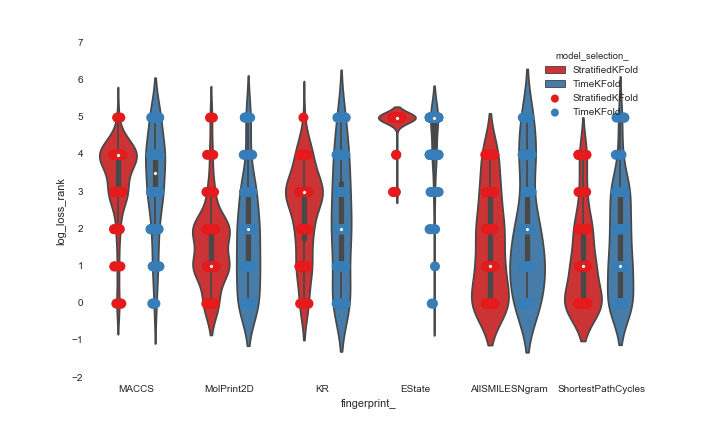 7
6
5
4
3
2
1
0
−1
−2
log_loss_rank
model_selection_
StratifiedKFold
TimeKFold
StratifiedKFold
TimeKFold
MACCS
MolPrint2D
KR
EState
AllSMILESNgram
ShortestPathCycles
fingerprint_